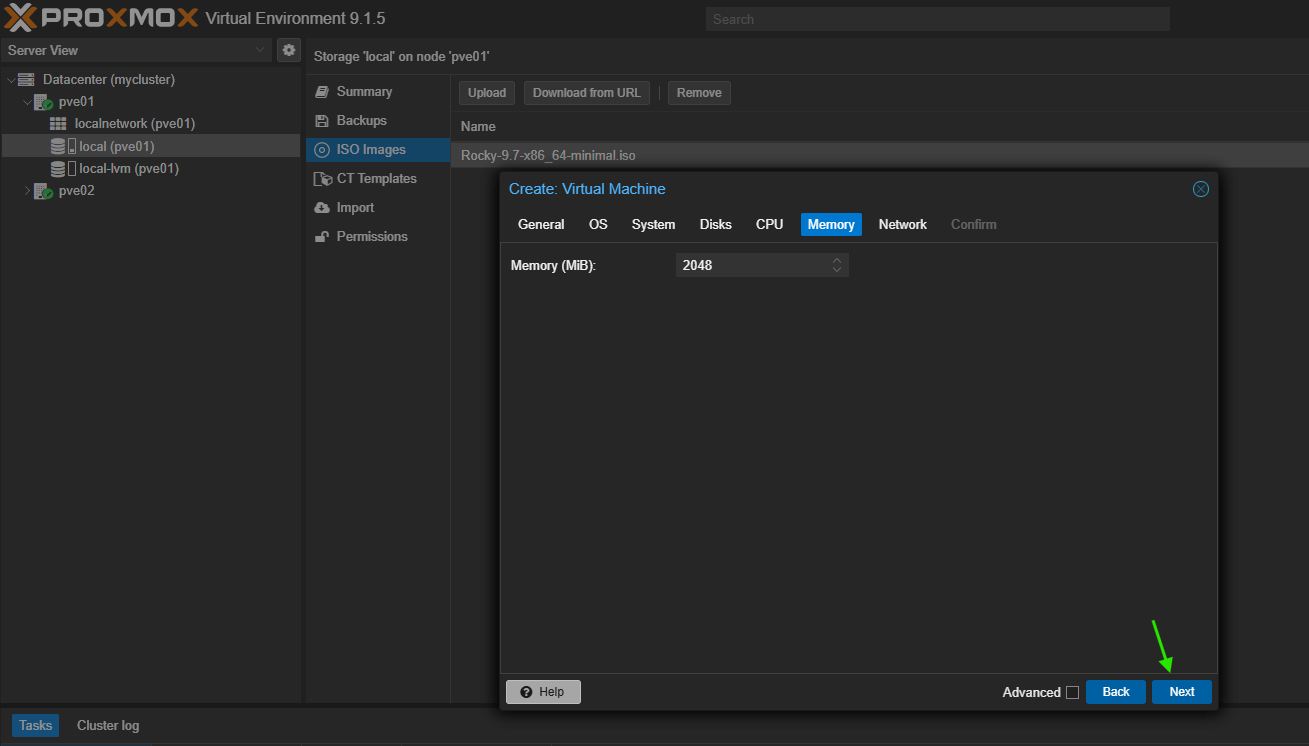 PROXMOX Virtual Environment 9.1.5
Search
Server View
Datacenter (mycluster)
pve01
localnetwork (pve01)
local (pve01)
local-lvm (pve01)
pve02
Storage 'local' on node 'pve01'
Summary
Backups
ISO Images
CT Templates
Import
Permissions
Upload
Download from URL
Remove
Name
Rocky-9.7-x86_64-minimal.iso
Create: Virtual Machine
General OS System Disks CPU Memory Network Confirm
Memory (MiB): 2048
Help
Advanced
Back
Next
Tasks
Cluster log